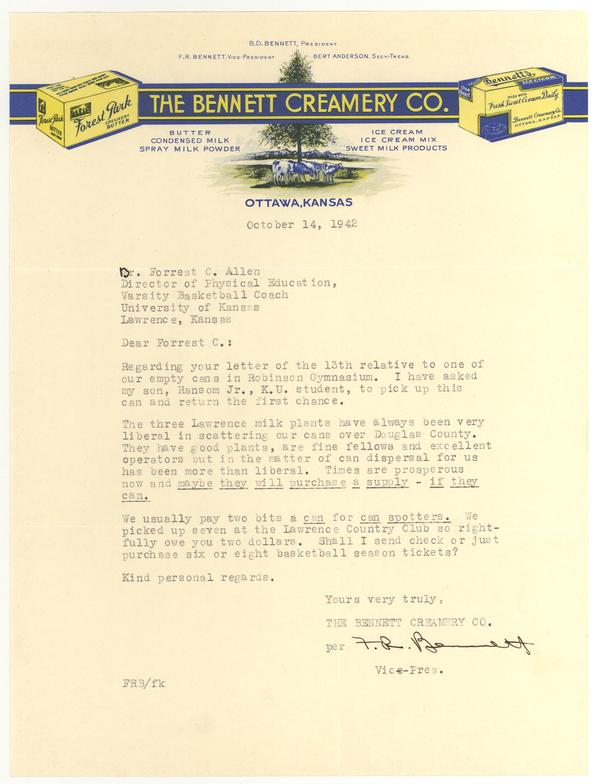 B.D. BENNETT, PRESIDENT
F.R. BENNETT, VICE-PRESIDENT BERT ANDERSON, SECY-TREAS.
Forest Park
CREAMERY
BUTTER
THE BENNETT CREAMERY CO.
Bennett's
ice cream
MADE WITH
Fresh Sweet Cream Daily
Bennett Creamery Co.
OTTAWA, KANSAS
BUTTER
CONDENSED MILK
SPRAY MILK POWDER
ICE CREAM
ICE CREAM MIX
SWEET MILK PRODUCTS
OTTAWA, KANSAS
October 14, 1942
Dr. Forrest C. Allen
Director of Physical Education,
Varsity Basketball Coach
University of Kansas
Lawrence, Kansas
Dear Forrest C.:
Regarding your letter of the 13th relative to one of
our empty cans in Robinson Gymnasium. I have asked
my son, Ransom Jr., K.U. student, to pick up this
can and return the first chance.
The three Lawrence milk plants have always been very
liberal in scattering our cans over Douglas County.
They have good plants, are fine fellows and excellent
operators but in the matter of can dispersal for us
has been more than liberal. Times are prosperous
now and maybe they will purchase a supply - if they
can.
We usually pay two bits a can for can spotters. We
picked up seven at the Lawrence Country Club so right-
fully owe you two dollars. Shall I send check or just
purchase six or eight basketball season tickets?
Kind personal regards.
Yours very truly,
THE BENNETT CREAMERY CO.
per F. R. Bennett
Vice-Pres.
FRB/fk